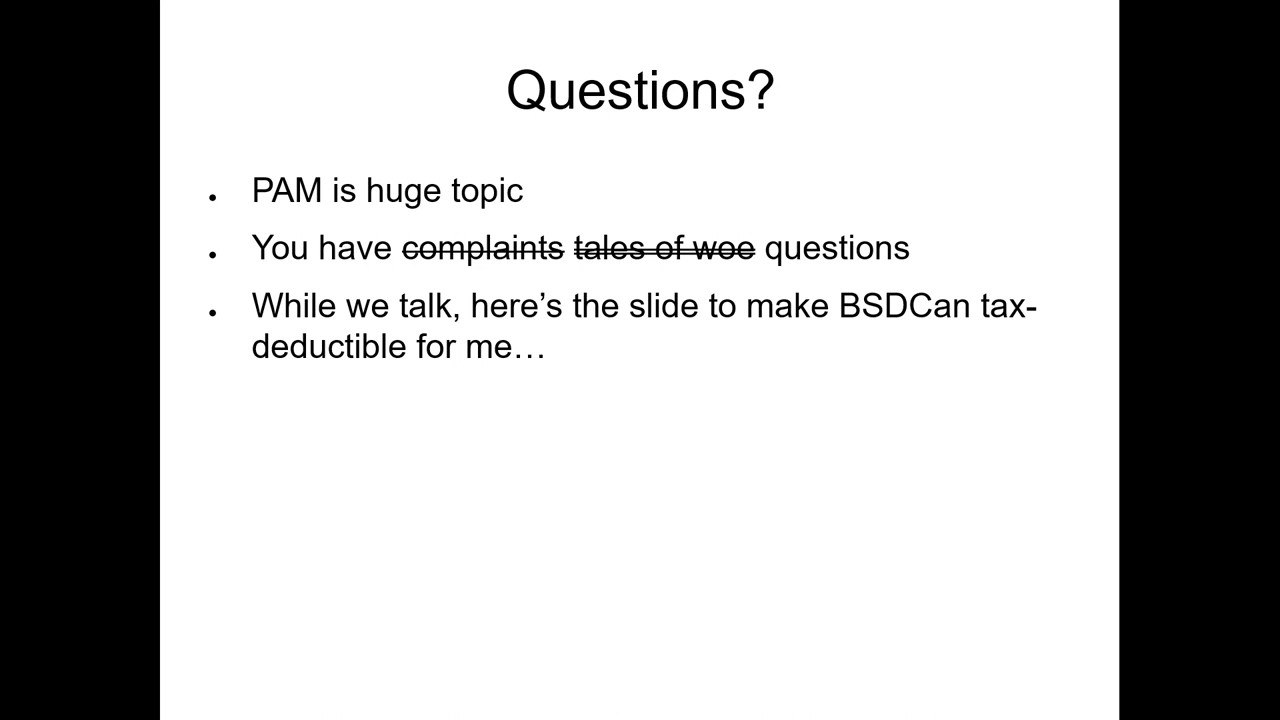 Questions?
PAM is huge topic
You have complaints tales of woe questions
While we talk, here’s the slide to make BSDCan tax-
deductible for me…